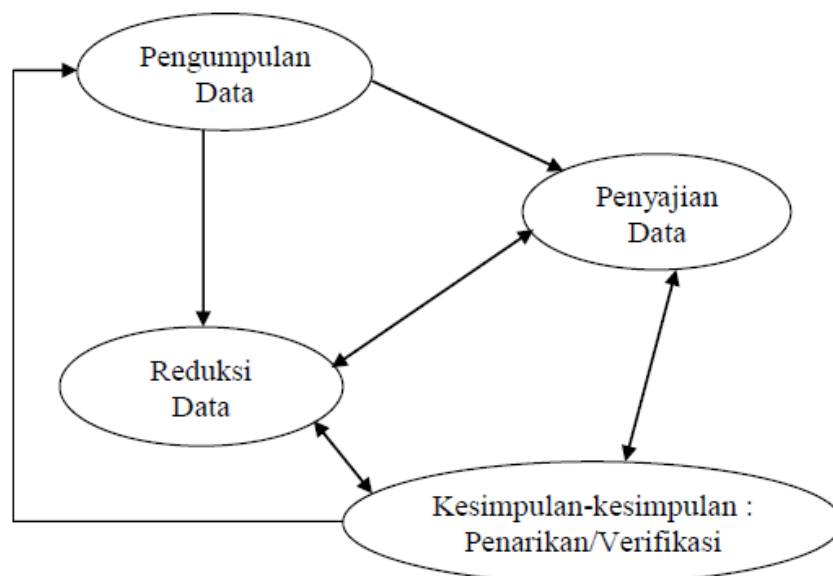 Pengumpulan
Data
Penyajian
Data
Reduksi
Data
Kesimpulan-kesimpulan :
Penarikan/Verifikasi